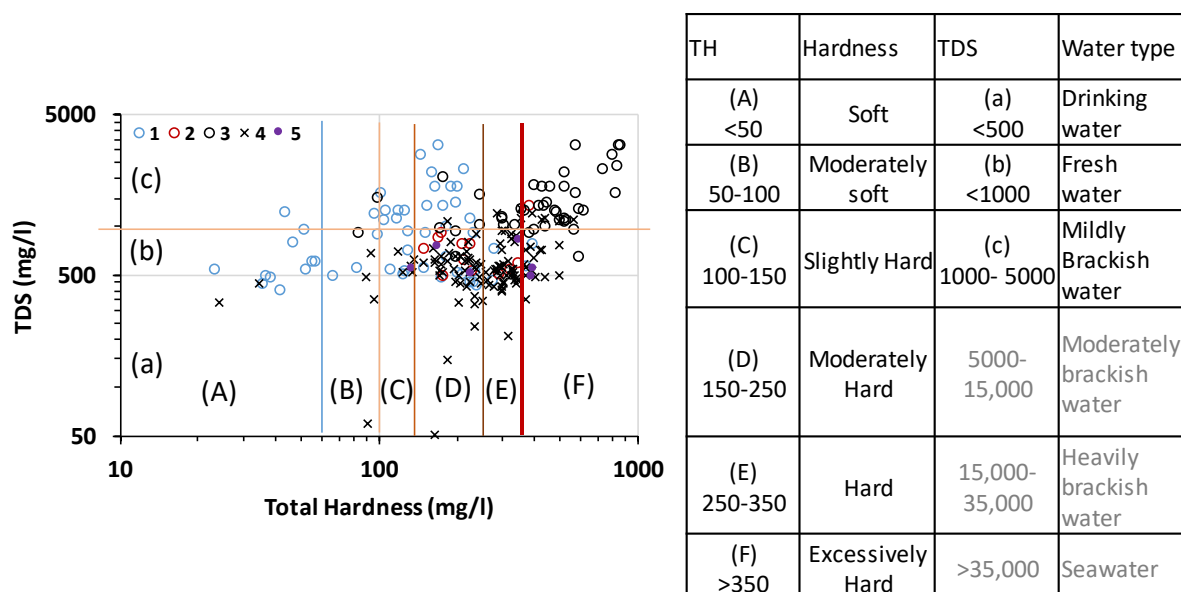 5000
1 2 3 4 5
(c)
(b)
500
(a)
(A) (B) (C) (D) (E) (F)
50
10 100 1000
TDS (mg/l)
Total Hardness (mg/l)
TH Hardness TDS Water type
(A)
<50
Soft
(a)
<500
Drinking
water
(B)
50-100
Moderately
soft
(b)
<1000
Fresh
water
(C)
100-150
Slightly Hard
(c)
1000- 5000
Mildly
Brackish
water
(D)
150-250
Moderately
Hard
5000-
15,000
Moderately
brackish
water
(E)
250-350
Hard
15,000-
35,000
Heavily
brackish
water
(F)
>350
Excessively
Hard
>35,000
Seawater